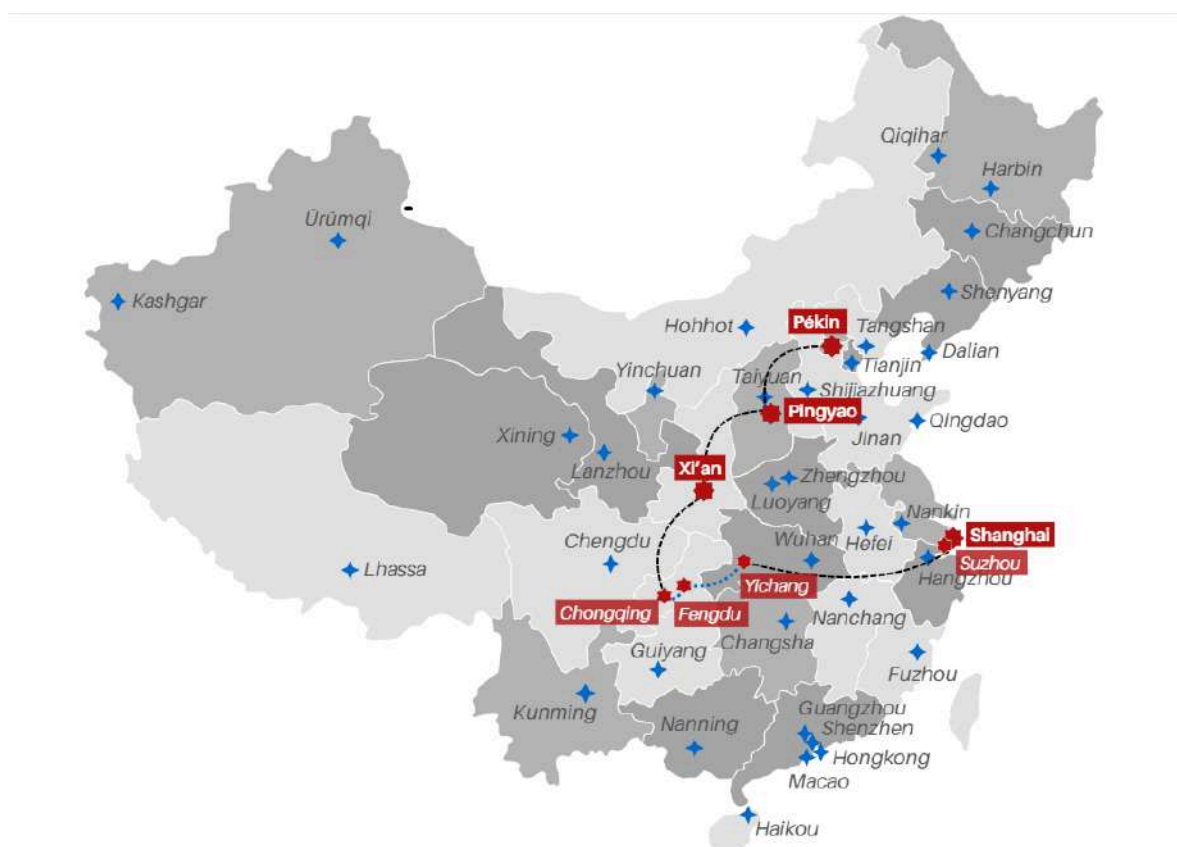 Qiqihar
Harbin
Ürümqi
Changchun
Kashgar
Shenyang
Hohhot
Pékin
Tangshan
Dalian
Tianjin
Yinchuan
Taiyuan
Shijiazhuang
Pingyao
Qingdao
Jinan
Xining
Lanzhou
Xi'an
Zhengzhou
Luoyang
Nankin
Shanghai
Chengdu
Wuhan
Hefei
Suzhou
Lhassa
Hangzhou
Yichang
Chongqing
Fengdu
Nanchang
Changsha
Guiyang
Fuzhou
Kunming
Nanning
Guangzhou
Shenzhen
Hongkong
Macao
Haikou